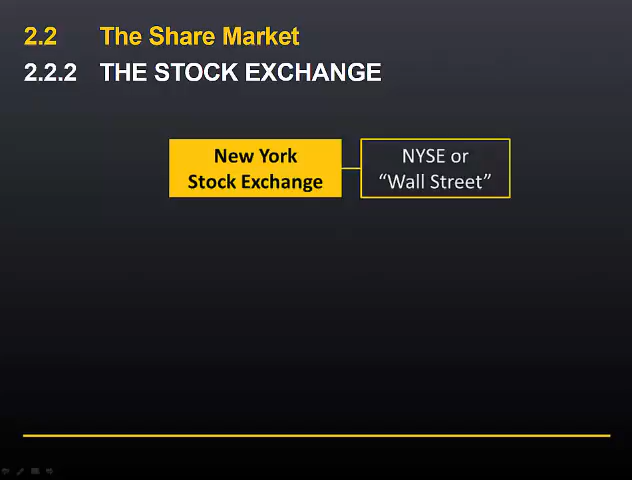 2.2 The Share Market
2.2.2 THE STOCK EXCHANGE
New York
Stock Exchange
NYSE or
“Wall Street”